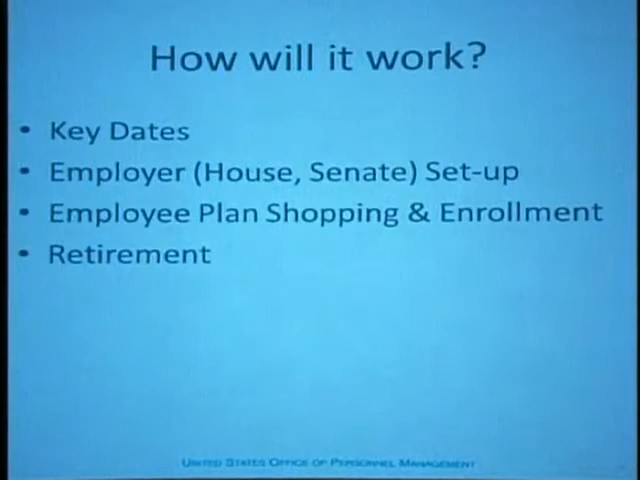 How will it work?
• Key Dates
• Employer (House, Senate) Set-up
• Employee Plan Shopping & Enrollment
• Retirement
UNITED STATES OFFICE OF PERSONNEL MANAGEMENT